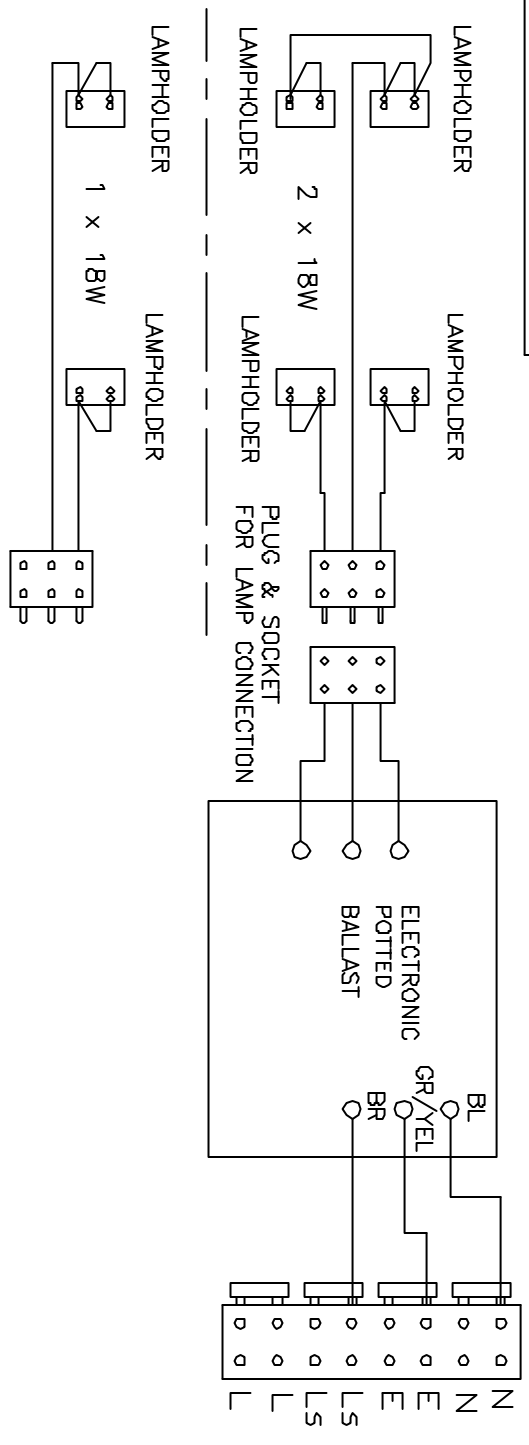 LAMPHOLDER
LAMPHOLDER
2 x 18W
LAMPHOLDER
LAMPHOLDER
LAMPHOLDER
1 x 18W
LAMPHOLDER
PLUG & SOCKET
FOR LAMP CONNECTION
ELECTRONIC
POTTED
BALLAST
BL
GR/YEL
BR
N
N
E
E
Ls
Ls
L
L